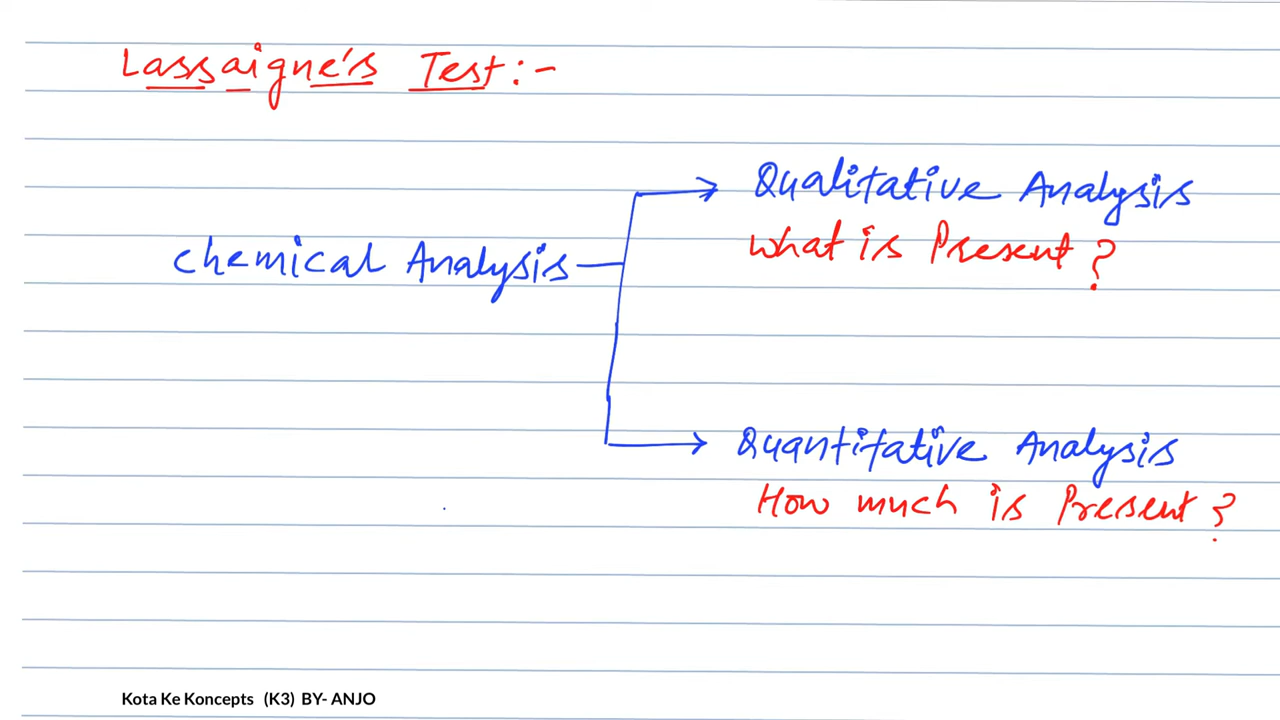 Lassaigne's Test:-
Qualitative Analysis
What is Present?
chemical Analysis
Quantitative Analysis
How much is Present?
Kota Ke Koncepts (K3) BY- ANJO